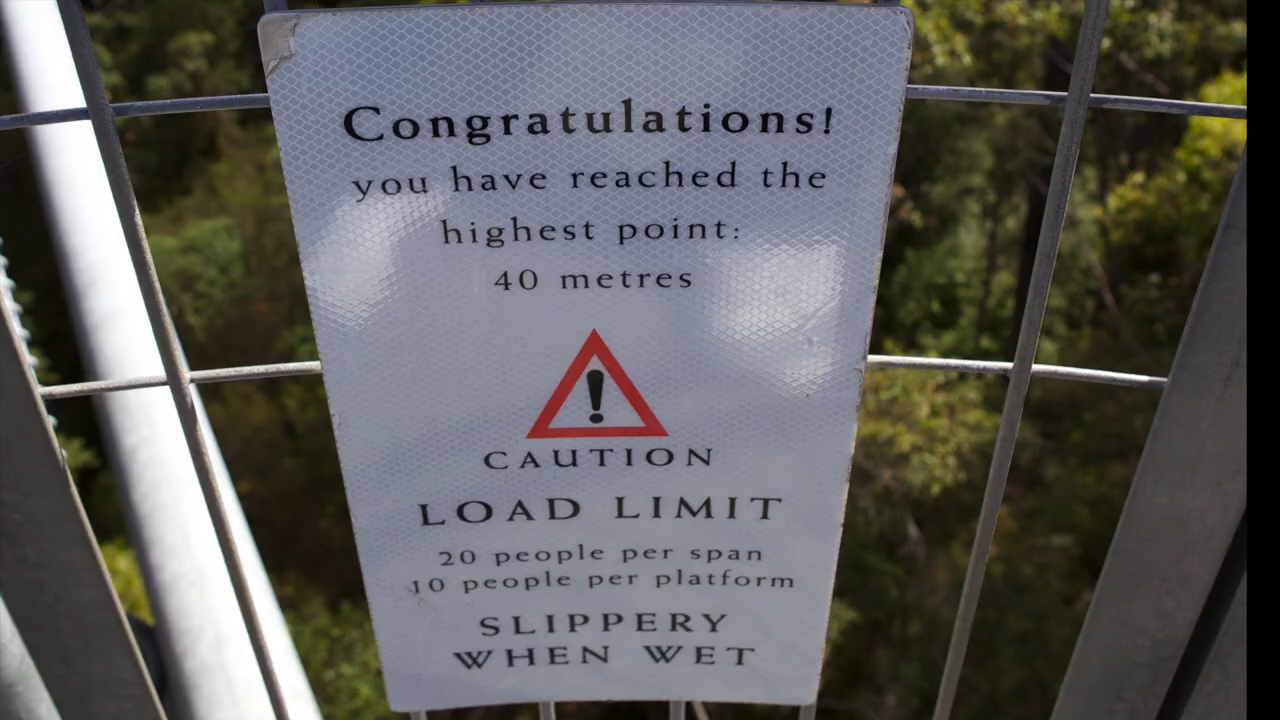 Congratulations!
you have reached the
highest point:
40 metres
!
CAUTION
LOAD LIMIT
20 people per span
10 people per platform
SLIPPERY
WHEN WET